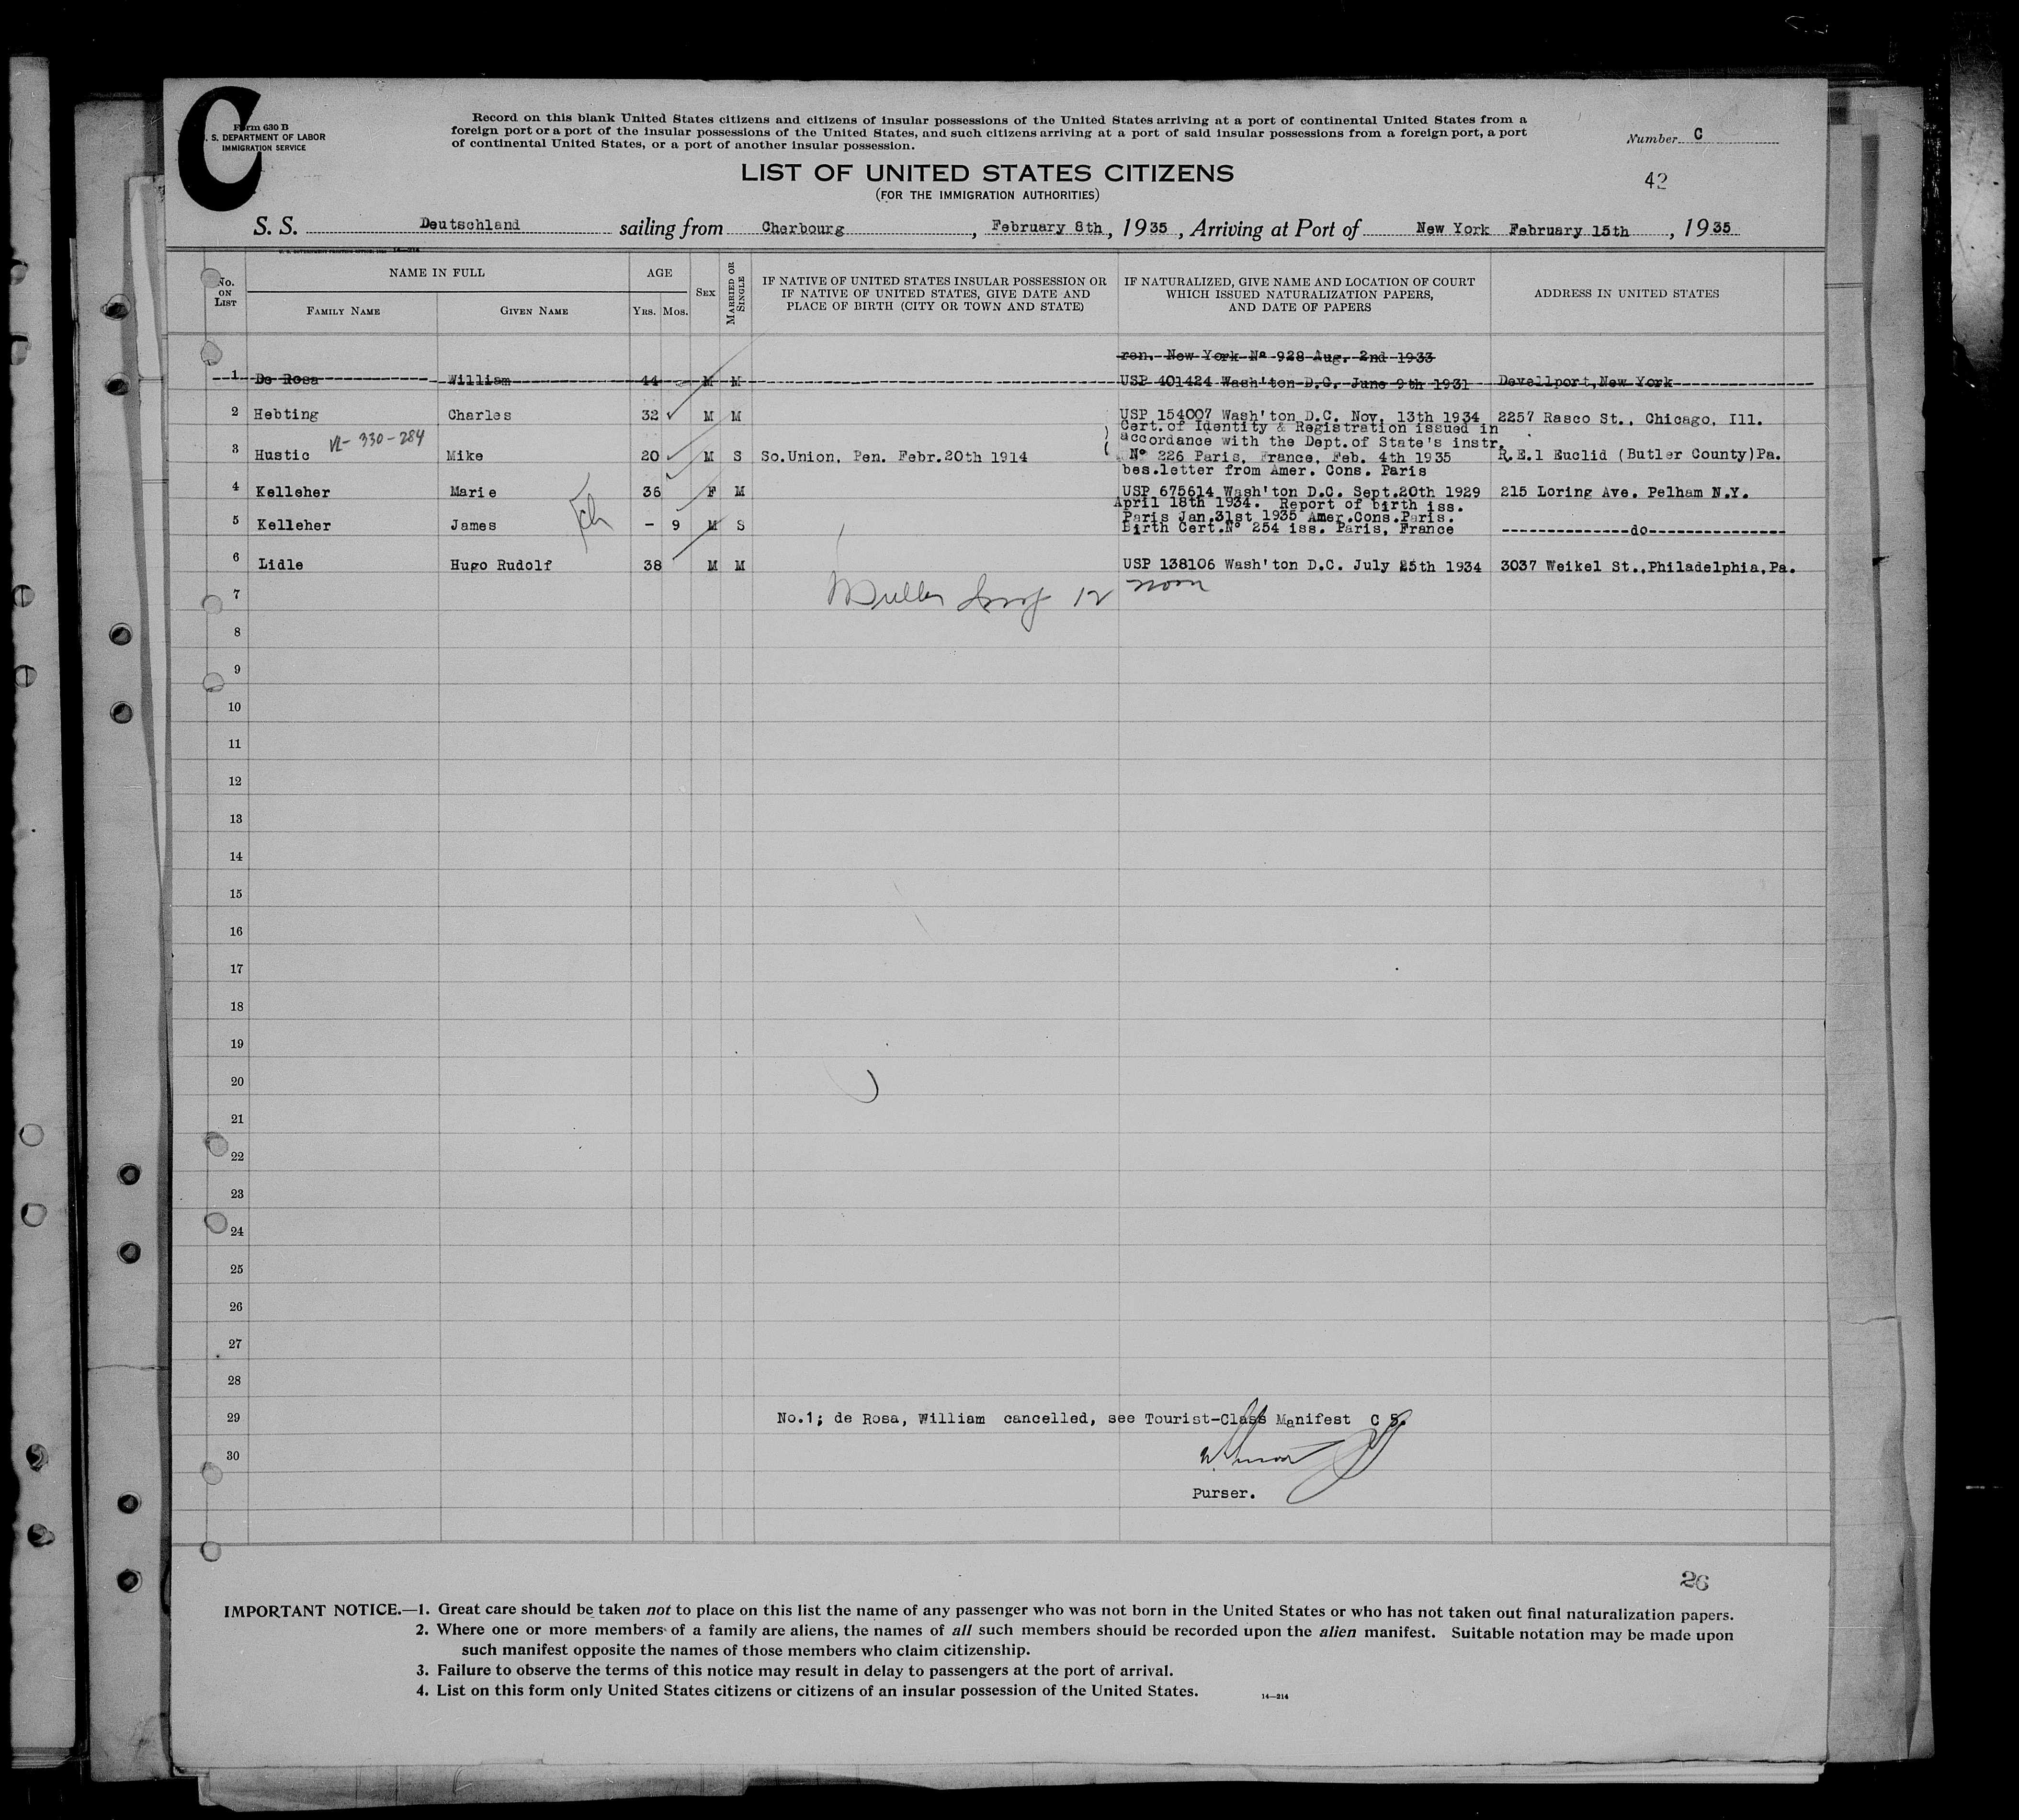 C
Form 630 B
U. S. DEPARTMENT OF LABOR
IMMIGRATION SERVICE
Record on this blank United States citizens and citizens of insular possessions of the United States arriving at a port of continental United States from a
foreign port or a port of the insular possessions of the United States, and such citizens arriving at a port of said insular possessions from a foreign port, a port
of continental United States, or a port of another insular possession.
Number C
LIST OF UNITED STATES CITIZENS
(FOR THE IMMIGRATION AUTHORITIES)
42
S. S. Deutschland sailing from Cherbourg, February 8th, 1935, Arriving at Port of New York February 15th, 1935
No. ON LIST
NAME IN FULL
FAMILY NAME
GIVEN NAME
AGE
YRS. MOS.
SEX
MARRIED OR SINGLE
IF NATIVE OF UNITED STATES INSULAR POSSESSION OR
IF NATIVE OF UNITED STATES, GIVE DATE AND
PLACE OF BIRTH (CITY OR TOWN AND STATE)
IF NATURALIZED, GIVE NAME AND LOCATION OF COURT
WHICH ISSUED NATURALIZATION PAPERS,
AND DATE OF PAPERS
ADDRESS IN UNITED STATES
ren. New York Nº 928 Aug. 2nd 1933
1 De Rosa William 44 M M USP 401424 Wash'ton D.C. June 9th 1931 Devellport, New York
2 Hebting Charles 32 M M USP 154007 Wash'ton D.C. Nov. 13th 1934 2257 Rasco St., Chicago, Ill.
Cert. of Identity & Registration issued in
330-284 accordance with the Dept. of State's instr.
3 Hustic Mike 20 M S So.Union, Pen. Febr.20th 1914 Nº 226 Paris, France, Feb. 4th 1935 R.E.1 Euclid (Butler County)Pa.
bes.letter from Amer. Cons. Paris
4 Kelleher Marie 36 F M USP 675614 Wash'ton D.C. Sept.20th 1929 215 Loring Ave. Pelham N.Y.
April 18th 1934. Report of birth iss.
Paris Jan.31st 1935 Amer.Cons.Paris.
5 Kelleher James - 9 M S Birth Cert.Nº 254 iss. Paris, France do
6 Lidle Hugo Rudolf 38 M M USP 138106 Wash'ton D.C. July 25th 1934 3037 Weikel St.,Philadelphia,Pa.
7 12 noon
8
9
10
11
12
13
14
15
16
17
18
19
20
21
22
23
24
25
26
27
28
29 No.1; de Rosa, William cancelled, see Tourist-Class Manifest C 5.
30
Purser.
26
IMPORTANT NOTICE.—1. Great care should be taken not to place on this list the name of any passenger who was not born in the United States or who has not taken out final naturalization papers.
2. Where one or more members of a family are aliens, the names of all such members should be recorded upon the alien manifest. Suitable notation may be made upon
such manifest opposite the names of those members who claim citizenship.
3. Failure to observe the terms of this notice may result in delay to passengers at the port of arrival.
4. List on this form only United States citizens or citizens of an insular possession of the United States.
14—214